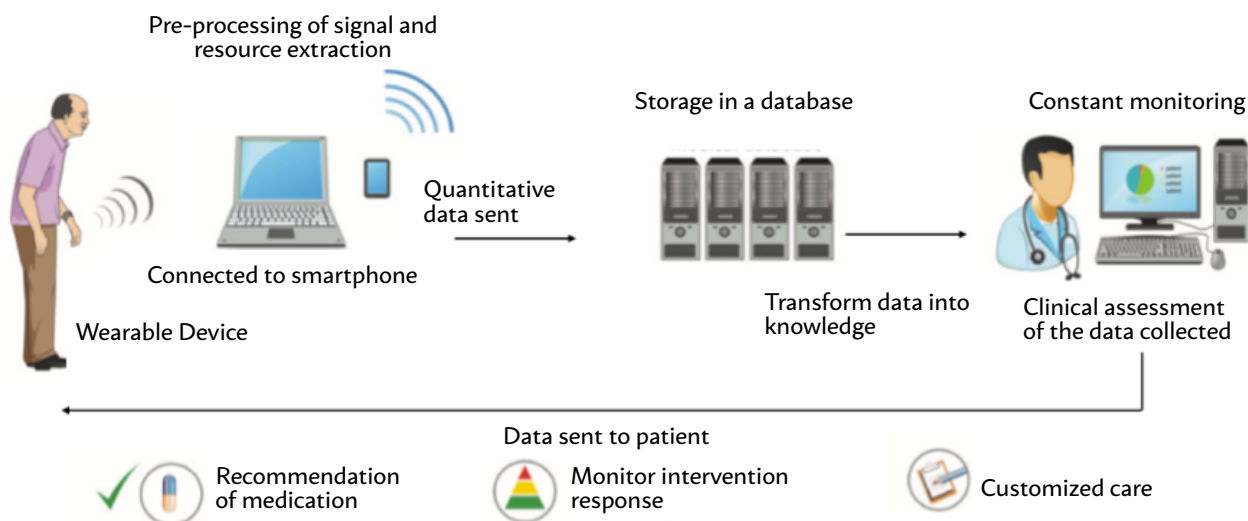 Pre-processing of signal and
resource extraction
Storage in a database
Constant monitoring
Quantitative
data sent
Connected to smartphone
Wearable Device
Transform data into
knowledge
Clinical assessment
of the data collected
Data sent to patient
Recommendation
of medication
Monitor intervention
response
Customized care